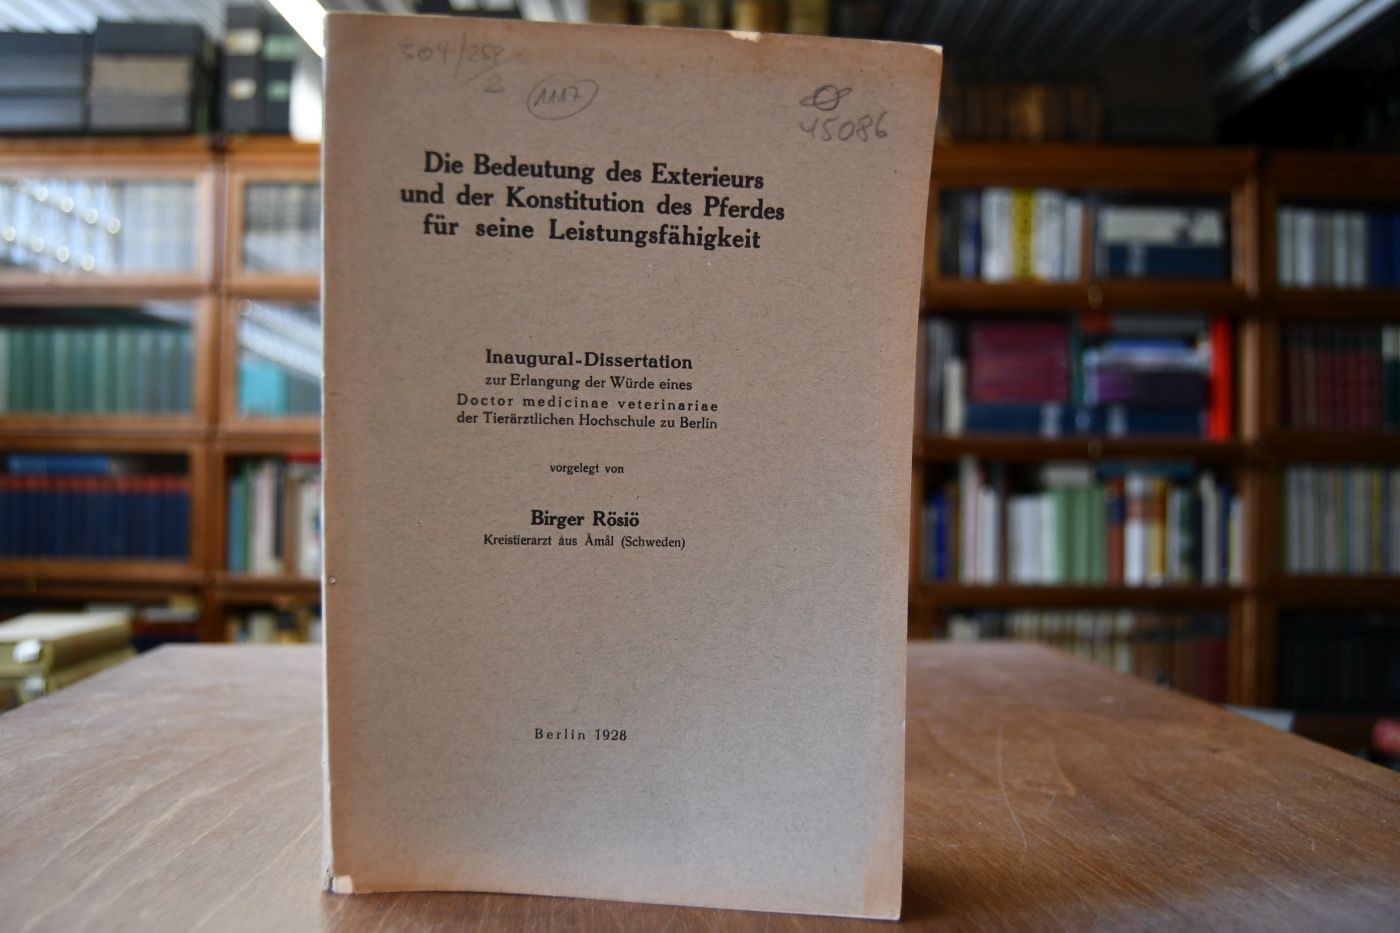 504/252
2
1117
45086
Die Bedeutung des Exterieurs
und der Konstitution des Pferdes
für seine Leistungsfähigkeit
Inaugural-Dissertation
zur Erlangung der Würde eines
Doctor medicinae veterinariae
der Tierärztlichen Hochschule zu Berlin
vorgelegt von
Birger Rösiö
Kreistierarzt aus Åmål (Schweden)
Berlin 1928